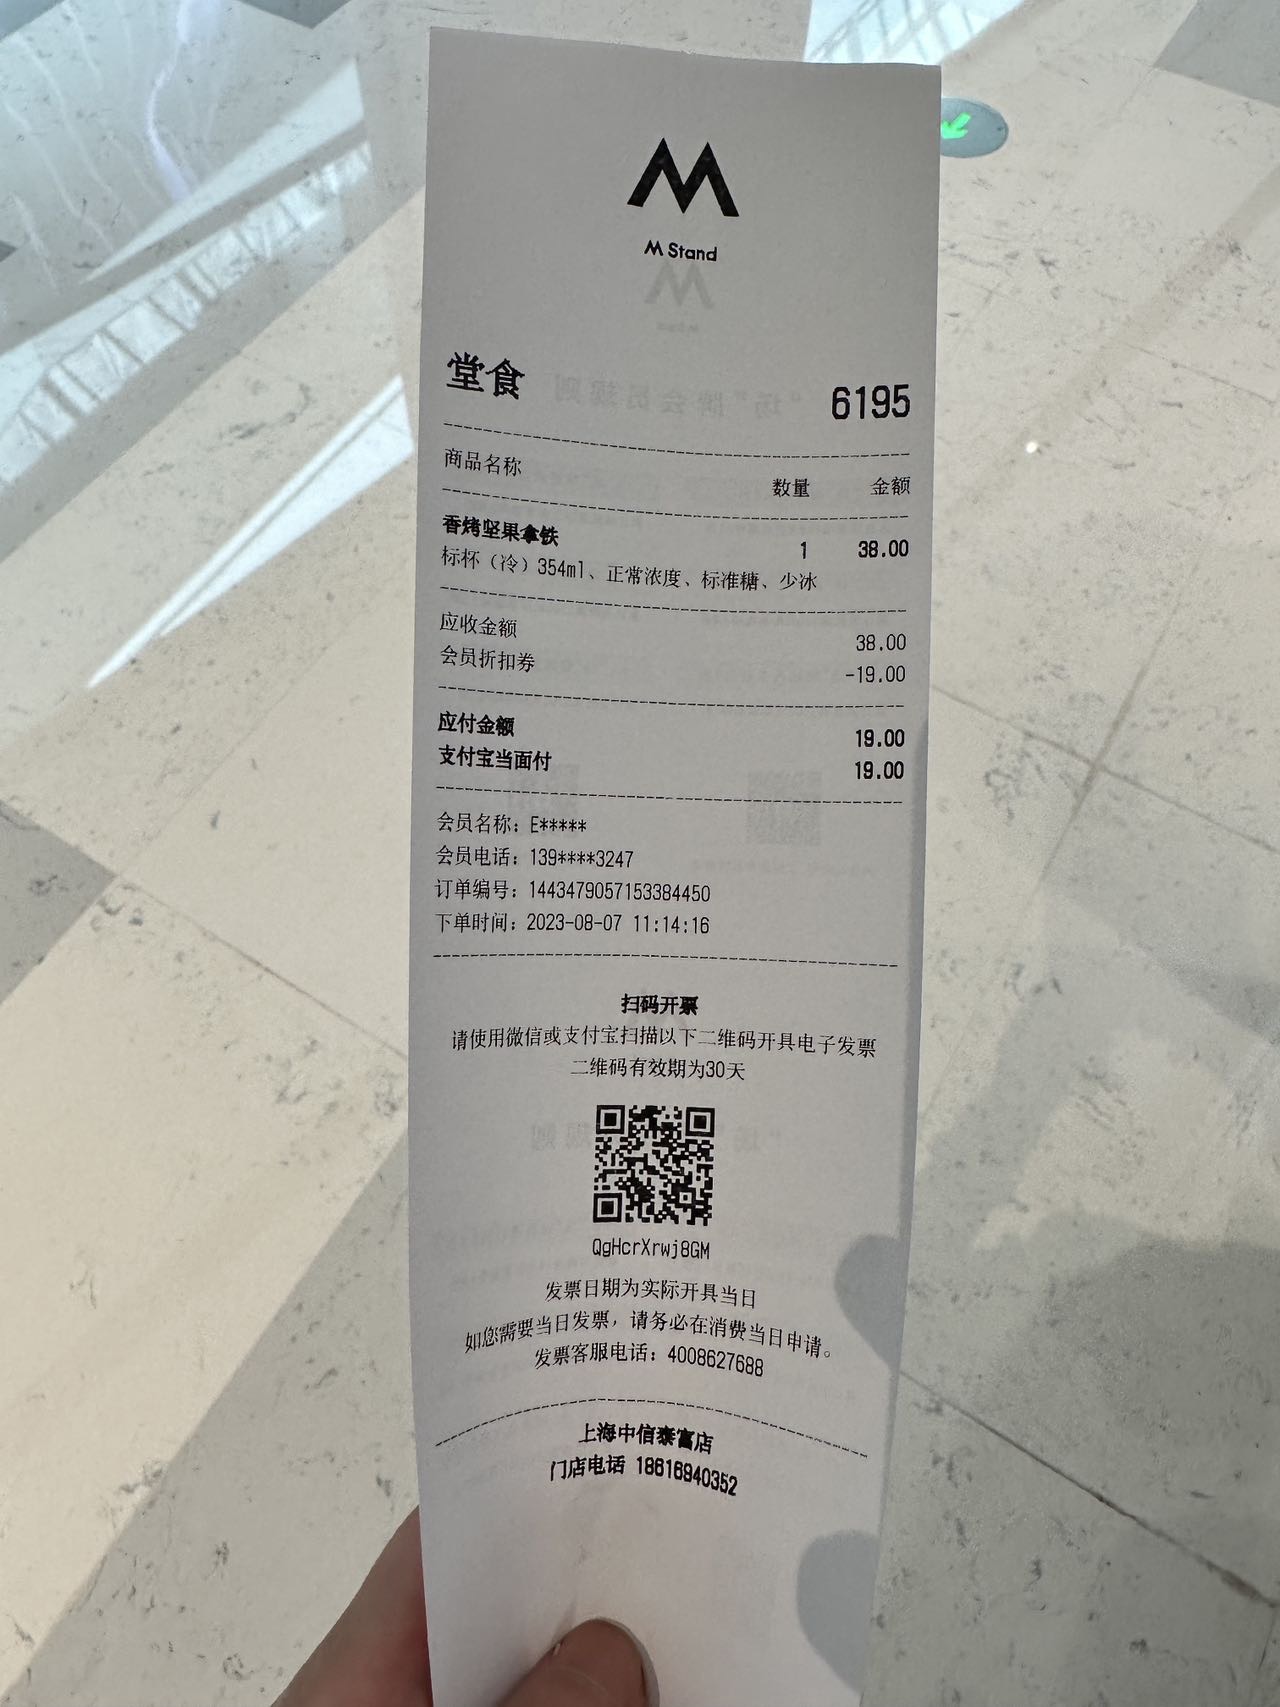 M Stand
堂食 6195
商品名称 数量 金额
香烤坚果拿铁 1 38.00
标杯（冷）354ml、正常浓度、标准糖、少冰
应收金额 38.00
会员折扣券 -19.00
应付金额 19.00
支付宝当面付 19.00
会员名称：E*****
会员电话：139****3247
订单编号：1443479057153384450
下单时间：2023-08-07 11:14:16
扫码开票
请使用微信或支付宝扫描以下二维码开具电子发票
二维码有效期为30天
QgHcrXrwj8GM
发票日期为实际开具当日
如您需要当日发票，请务必在消费当日申请。
发票客服电话：4008627688
上海中信泰富店
门店电话 18616940352